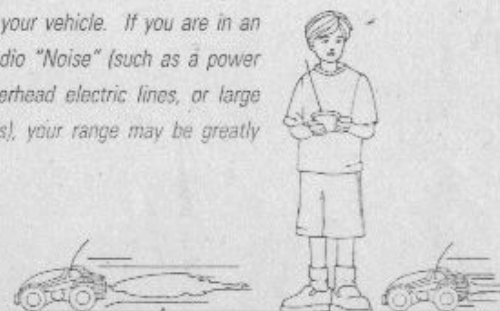 your vehicle. If you are in an
dio "Noise" (such as a power
erhead electric lines, or large
s), your range may be greatly